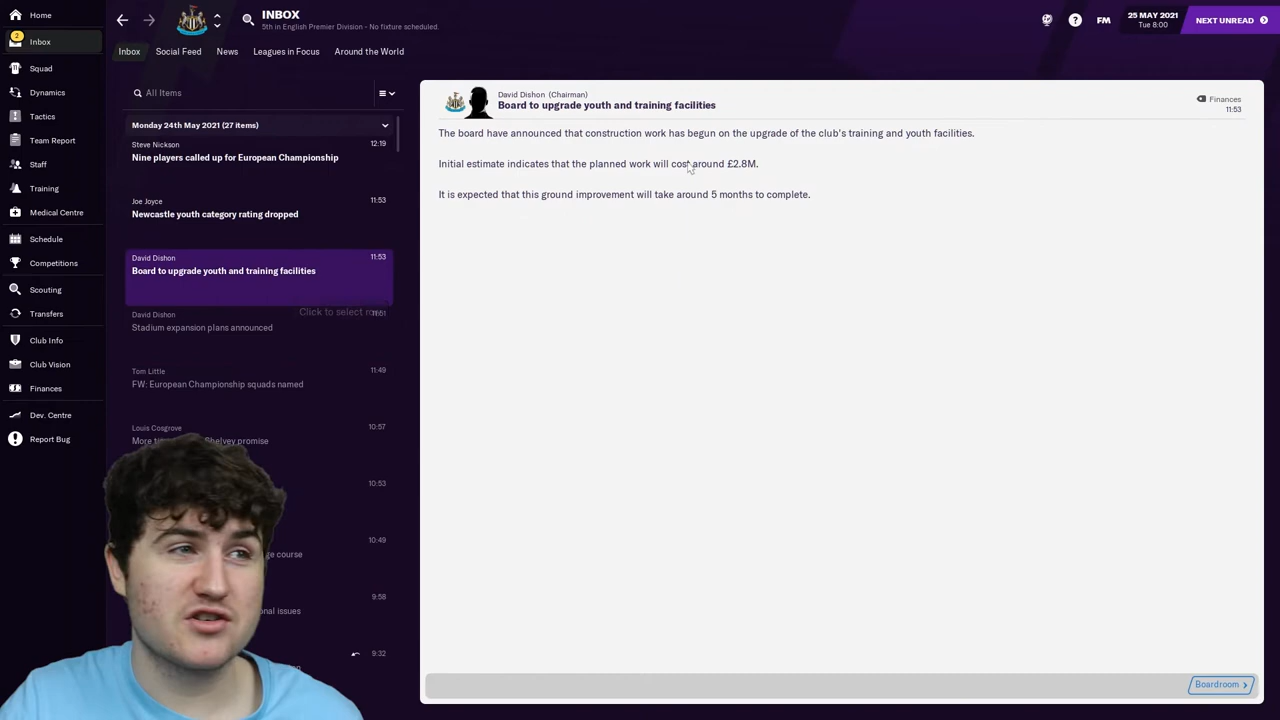 Home
2
Inbox
Squad
Dynamics
Tactics
Team Report
Staff
Training
Medical Centre
Schedule
Competitions
Scouting
Transfers
Club Info
Club Vision
Finances
Dev. Centre
Report Bug
INBOX
5th in English Premier Division - No fixture scheduled.
FM
25 MAY 2021
Tue 8:00
NEXT UNREAD
Inbox Social Feed News Leagues in Focus Around the World
All Items
Monday 24th May 2021 (27 items)
Steve Nickson 12:19
Nine players called up for European Championship
Joe Joyce 11:53
Newcastle youth category rating dropped
David Dishon 11:53
Board to upgrade youth and training facilities
Click to select
David Dishon
Stadium expansion plans announced
Tom Little 11:49
FW: European Championship squads named
Louis Cosgrove 10:57
Shelvey promise
10:53
10:49
course
9:58
issues
9:32
David Dishon (Chairman)
Board to upgrade youth and training facilities
Finances
11:53
The board have announced that construction work has begun on the upgrade of the club's training and youth facilities.
Initial estimate indicates that the planned work will cost around £2.8M.
It is expected that this ground improvement will take around 5 months to complete.
Boardroom